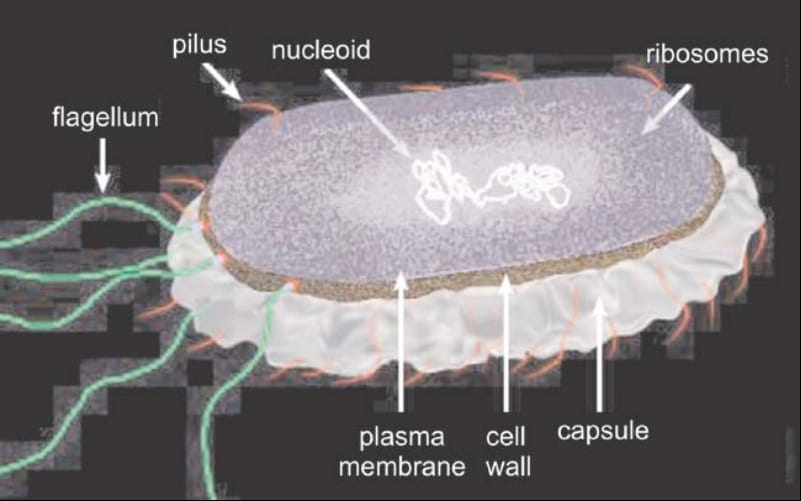 pilus
nucleoid
ribosomes
flagellum
plasma
membrane
cell
wall
capsule